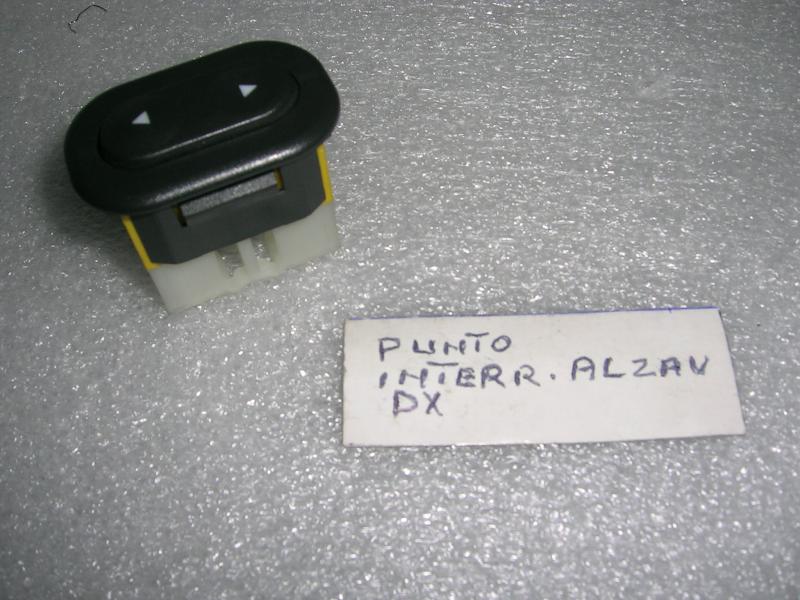 PUNTO
INTERR. ALZAV
DX